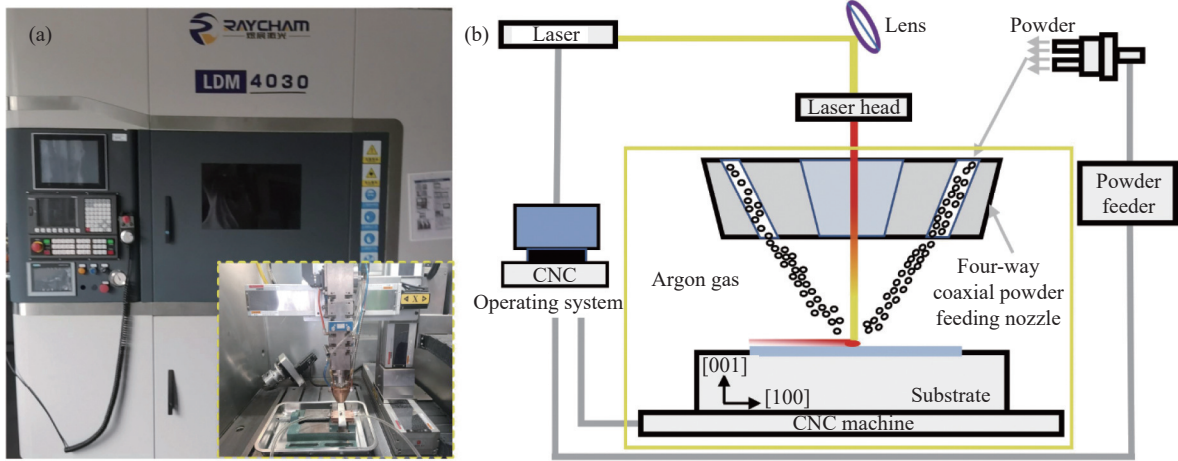 (a)
RAYCHAM
LDM 4030
X
(b)
Laser
Lens
Powder
Laser head
Powder
feeder
CNC
Operating system
Argon gas
Four-way
coaxial powder
feeding nozzle
[001]
[100]
Substrate
CNC machine